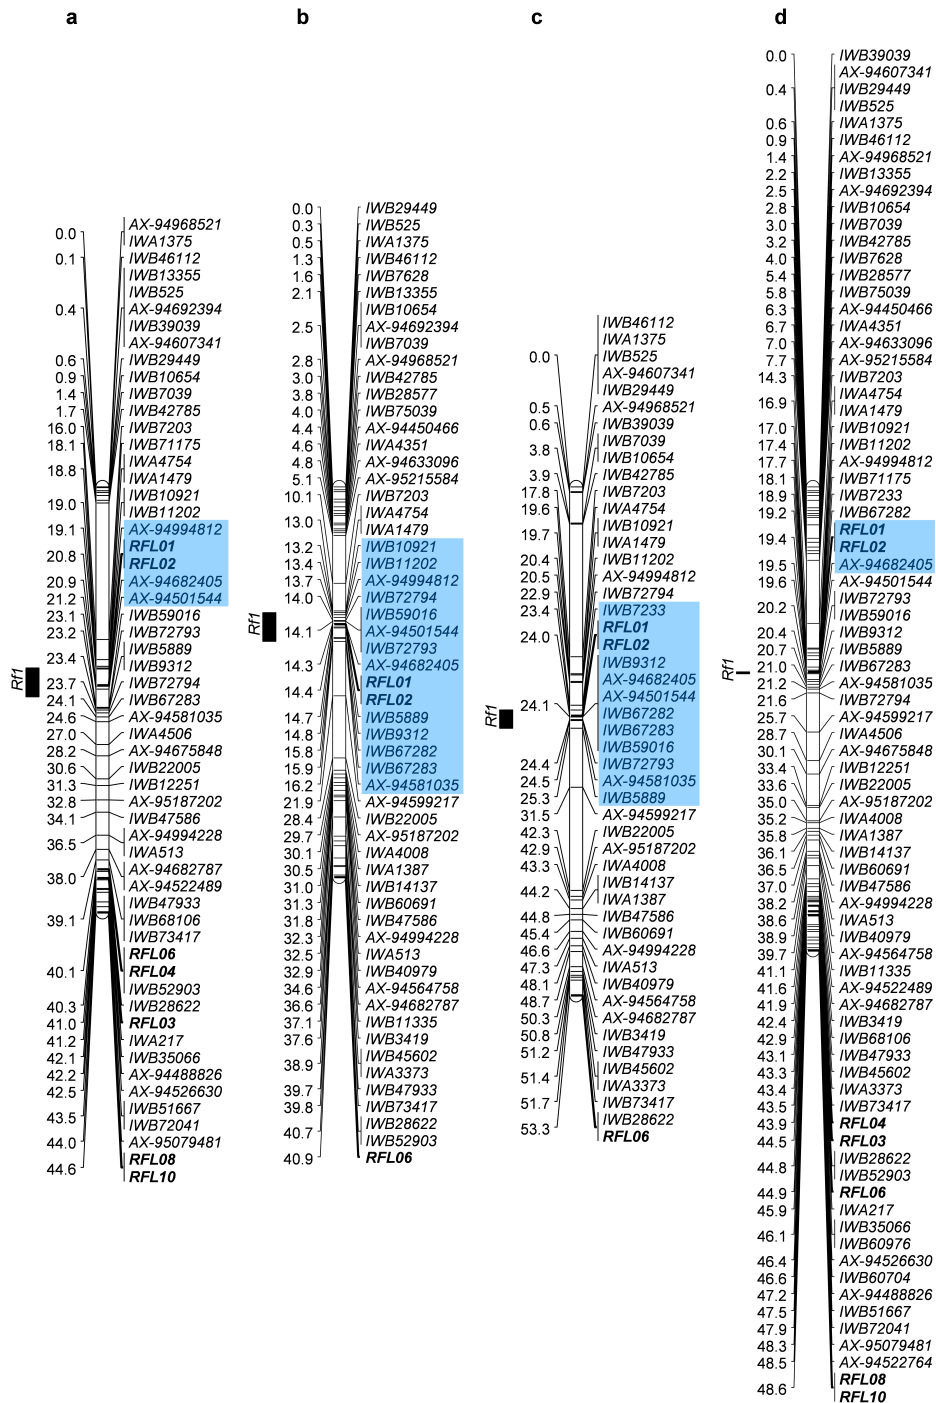 a
0.0
AX-94968521
IWA1375
0.1
IWB46112
IWB13355
IWB525
0.4
AX-94692394
IWB39039
AX-94607341
0.6
IWB29449
0.9
IWB10654
1.4
IWB7039
1.7
IWB42785
16.0
IWB7203
18.1
IWB71175
18.8
IWA4754
IWA1479
19.0
IWB10921
IWB11202
19.1
AX-94994812
20.8
RFL01
RFL02
20.9
AX-94682405
21.2
AX-94501544
23.1
IWB59016
23.2
IWB72793
23.4
IWB5889
IWB9312
Rf1
23.7
IWB72794
24.1
IWB67283
24.6
AX-94581035
27.0
IWA4506
28.2
AX-94675848
30.6
IWB22005
31.3
IWB12251
32.8
AX-95187202
34.1
IWB47586
36.5
AX-94994228
IWA513
38.0
AX-94682787
AX-94522489
39.1
IWB47933
IWB68106
IWB73417
RFL06
40.1
RFL04
IWB52903
40.3
IWB28622
41.0
RFL03
41.2
IWA217
42.1
IWB35066
42.2
AX-94488826
42.5
AX-94526630
43.5
IWB51667
IWB72041
44.0
AX-95079481
44.6
RFL08
RFL10
b
0.0
IWB29449
0.3
IWB525
0.5
IWA1375
1.3
IWB46112
1.6
IWB7628
2.1
IWB13355
2.5
IWB10654
AX-94692394
IWB7039
2.8
AX-94968521
3.0
IWB42785
3.8
IWB28577
4.0
IWB75039
4.4
AX-94450466
4.6
IWA4351
4.8
AX-94633096
5.1
AX-95215584
10.1
IWB7203
13.0
IWA4754
IWA1479
13.2
IWB10921
13.4
IWB11202
13.7
AX-94994812
14.0
IWB72794
Rf1
14.1
IWB59016
AX-94501544
IWB72793
14.3
AX-94682405
14.4
RFL01
RFL02
14.7
IWB5889
14.8
IWB9312
15.8
IWB67282
15.9
IWB67283
16.2
AX-94581035
21.9
AX-94599217
28.4
IWB22005
29.7
AX-95187202
30.1
IWA4008
30.5
IWA1387
31.0
IWB14137
31.2
IWB60691
31.8
IWB47586
32.3
AX-94994228
32.5
IWA513
32.9
IWB40979
34.6
AX-94564758
36.6
AX-94682787
37.1
IWB11335
37.6
IWB3419
38.9
IWB45602
IWA3373
39.7
IWB47933
39.8
IWB73417
40.7
IWB28622
IWB52903
40.9
RFL06
c
0.0
IWB46112
IWA1375
IWB525
AX-94607341
IWB29449
0.5
AX-94968521
0.6
IWB39039
3.8
IWB7039
IWB10654
3.9
IWB42785
17.8
IWB7203
19.6
IWA4754
19.7
IWB10921
IWA1479
20.4
IWB11202
20.5
AX-94994812
22.9
IWB72794
23.4
IWB7233
24.0
RFL01
RFL02
Rf1
24.1
IWB9312
AX-94682405
AX-94501544
IWB67282
IWB67283
IWB59016
24.4
IWB72793
24.5
AX-94581035
25.3
IWB5889
31.5
AX-94599217
42.3
IWB22005
42.9
AX-95187202
43.3
IWA4008
44.2
IWB14137
IWA1387
44.8
IWB47586
45.4
IWB60691
46.6
AX-94994228
47.3
IWA513
48.1
IWB40979
48.7
AX-94564758
50.3
AX-94682787
50.8
IWB3419
51.2
IWB47933
51.4
IWB45602
IWA3373
51.7
IWB73417
53.3
IWB28622
RFL06
d
0.0
IWB39039
0.4
AX-94607341
IWB29449
IWB525
0.6
IWA1375
0.9
IWB46112
1.4
AX-94968521
2.2
IWB13355
2.5
AX-94692394
2.8
IWB10654
3.0
IWB7039
3.2
IWB42785
4.0
IWB7628
5.4
IWB28577
5.8
IWB75039
6.3
AX-94450466
6.7
IWA4351
7.0
AX-94633096
7.7
AX-95215584
14.3
IWB7203
16.9
IWA4754
IWA1479
17.0
IWB10921
17.4
IWB11202
17.7
AX-94994812
18.1
IWB71175
18.9
IWB7233
19.2
IWB67282
19.4
RFL01
RFL02
19.5
AX-94682405
19.6
AX-94501544
20.2
IWB72793
IWB59016
20.4
IWB9312
20.7
IWB5889
Rf1
21.0
IWB67283
21.2
AX-94581035
21.6
IWB72794
25.7
AX-94599217
28.7
IWA4506
30.1
AX-94675848
33.4
IWB12251
33.6
IWB22005
35.0
AX-95187202
35.2
IWA4008
35.8
IWA1387
36.1
IWB14137
36.5
IWB60691
37.0
IWB47586
38.2
AX-94994228
38.6
IWA513
38.9
IWB40979
39.7
AX-94564758
41.1
IWB11335
41.6
AX-94522489
41.9
AX-94682787
42.4
IWB3419
42.9
IWB68106
43.1
IWB47933
43.3
IWB45602
43.4
IWA3373
43.5
IWB73417
43.9
RFL04
44.5
RFL03
44.8
IWB28622
IWB52903
44.9
RFL06
45.9
IWA217
46.1
IWB35066
IWB60976
46.4
AX-94526630
46.6
IWB60704
47.2
AX-94488826
47.5
IWB51667
47.9
IWB72041
48.3
AX-95079481
48.5
AX-94522764
48.6
RFL08
RFL10